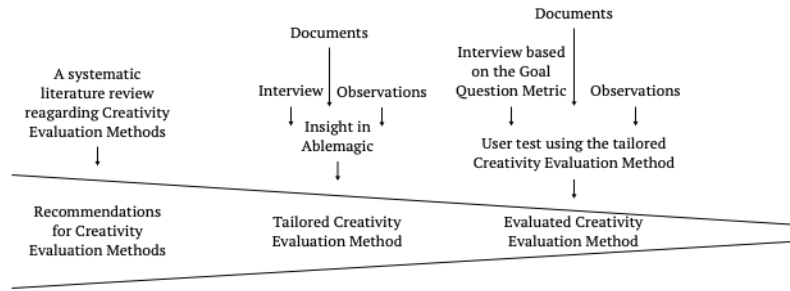 A systematic
literature review
reagarding Creativity
Evaluation Methods
Recommendations
for Creativity
Evaluation Methods
Documents
Interview
Observations
Insight in
Ablemagic
Tailored Creativity
Evaluation Method
Documents
Interview based
on the Goal
Question Metric
Observations
User test using the tailored
Creativity Evaluation Method
Evaluated Creativity
Evaluation Method